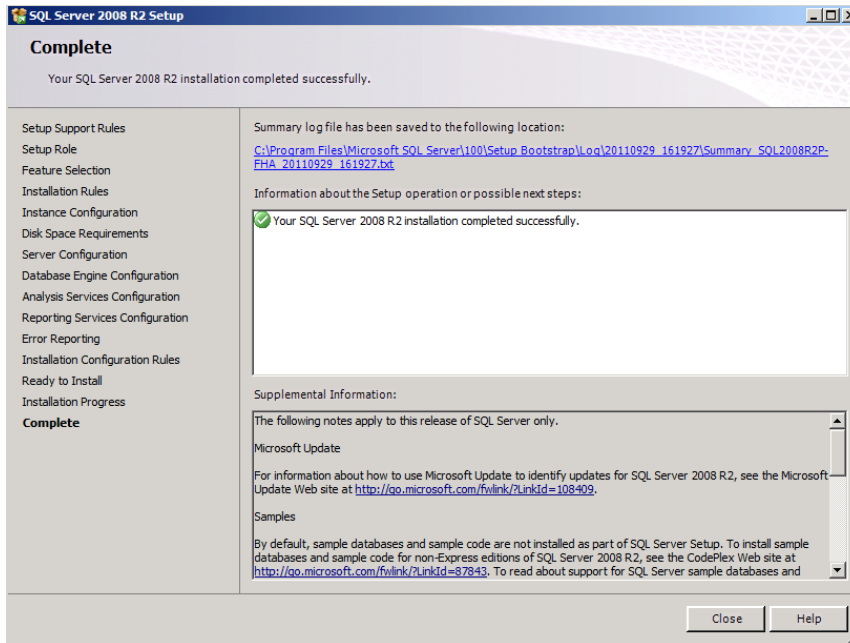 SQL Server 2008 R2 Setup
Complete
Your SQL Server 2008 R2 installation completed successfully.
Setup Support Rules
Setup Role
Feature Selection
Installation Rules
Instance Configuration
Disk Space Requirements
Server Configuration
Database Engine Configuration
Analysis Services Configuration
Reporting Services Configuration
Error Reporting
Installation Configuration Rules
Ready to Install
Installation Progress
Complete
Summary log file has been saved to the following location:
C:\Program Files\Microsoft SQL Server\100\Setup Bootstrap\Log\20110929_161927\Summary_SQL2008R2P-
FHA_20110929_161927.txt
Information about the Setup operation or possible next steps:
Your SQL Server 2008 R2 installation completed successfully.
Supplemental Information:
The following notes apply to this release of SQL Server only.
Microsoft Update
For information about how to use Microsoft Update to identify updates for SQL Server 2008 R2, see the Microsoft
Update Web site at http://go.microsoft.com/fwlink/?LinkId=108409.
Samples
By default, sample databases and sample code are not installed as part of SQL Server Setup. To install sample
databases and sample code for non-Express editions of SQL Server 2008 R2, see the CodePlex Web site at
http://go.microsoft.com/fwlink/?LinkId=87843. To read about support for SQL Server sample databases and
Close
Help